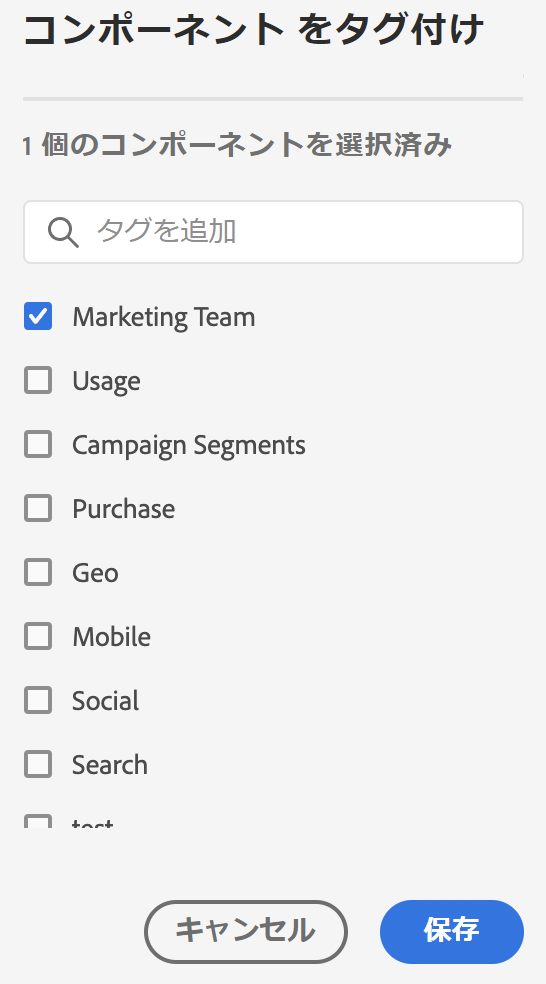 コンポーネント をタグ付け
1 個のコンポーネントを選択済み
タグを追加
Marketing Team
Usage
Campaign Segments
Purchase
Geo
Mobile
Social
Search
test
キャンセル
保存